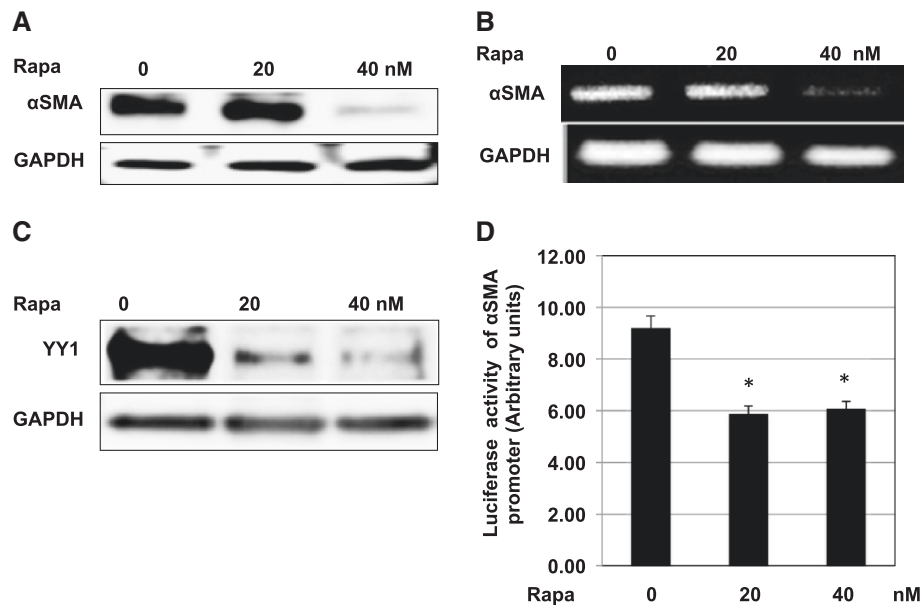 A
Rapa 0 20 40 nM
αSMA
GAPDH
B
Rapa 0 20 40 nM
αSMA
GAPDH
C
Rapa 0 20 40 nM
YY1
GAPDH
D
Luciferase activity of αSMA
promoter (Arbitrary units)
12.00
10.00
8.00
6.00
4.00
2.00
0.00
* *
Rapa 0 20 40 nM